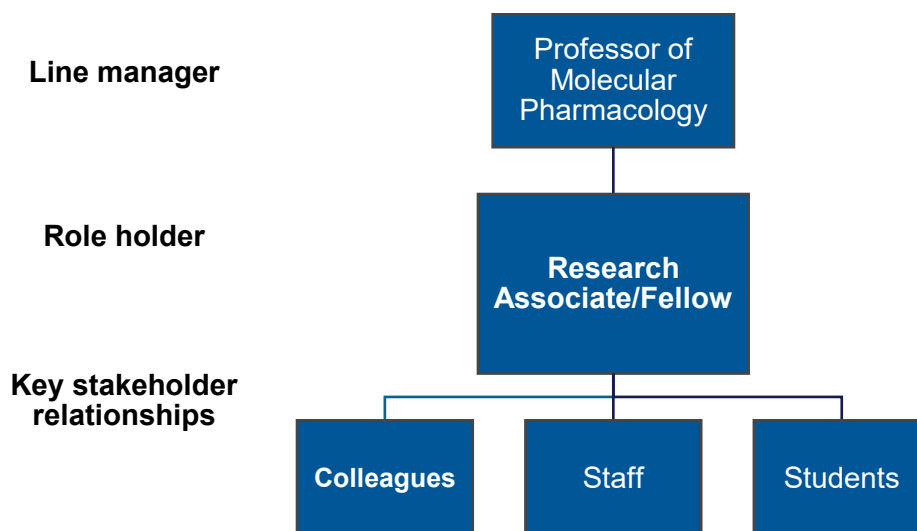 Line manager
Professor of
Molecular
Pharmacology
Role holder
Research
Associate/Fellow
Key stakeholder
relationships
Colleagues
Staff
Students